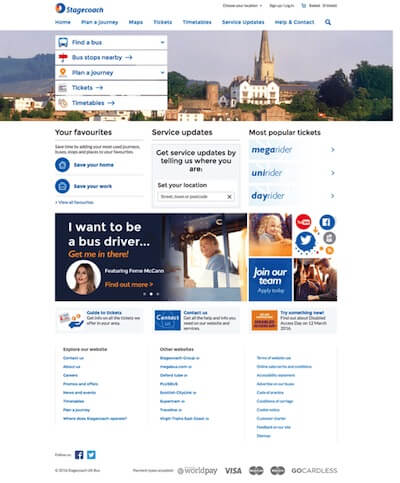 Stagecoach
Choose your location
Sign up / Log in
Basket
Home
Plan a journey
Maps
Tickets
Timetables
Service Updates
Help & Contact
Find a bus
Bus stops nearby →
Plan a journey
Tickets →
Timetables →
Your favourites
Save time by adding your most used journeys,
buses, stops and places to your favourites.
Save your home
Save your work
> View all favourites
Service updates
Get service updates by
telling us where you
are:
Set your location
Street, town or postcode
Most popular tickets
megarider
unirider
dayrider
I want to be
a bus driver...
Get me in there!
Featuring Ferne McCann
Find out more >
You Tube
join our
team
Apply today
Guide to tickets
Get info on all the tickets we
offer in your area.
Contact us
Contact us
Get all the help and info you
need on our website and
services.
Try something new!
Find out about Disabled
Access Day on 12 March
2016
Explore our website
Contact us
About us
Careers
Promos and offers
News and events
Timetables
Plan a journey
Where does Stagecoach operate?
Other websites
Stagecoach Group
megabus.com
Oxford tube
PLUSBUS
Scottish Citylink
Supertram
Traveline
Virgin Trains East Coast
Terms of website use
Online sales terms and conditions
Accessibility statement
Advertise on our buses
Code of practice
Conditions of carriage
Cookie notice
Customer charter
Feedback on our site
Sitemap
Follow us:
© 2016 Stagecoach UK Bus
Payment types accepted
worldpay
VISA
GOCARDLESS